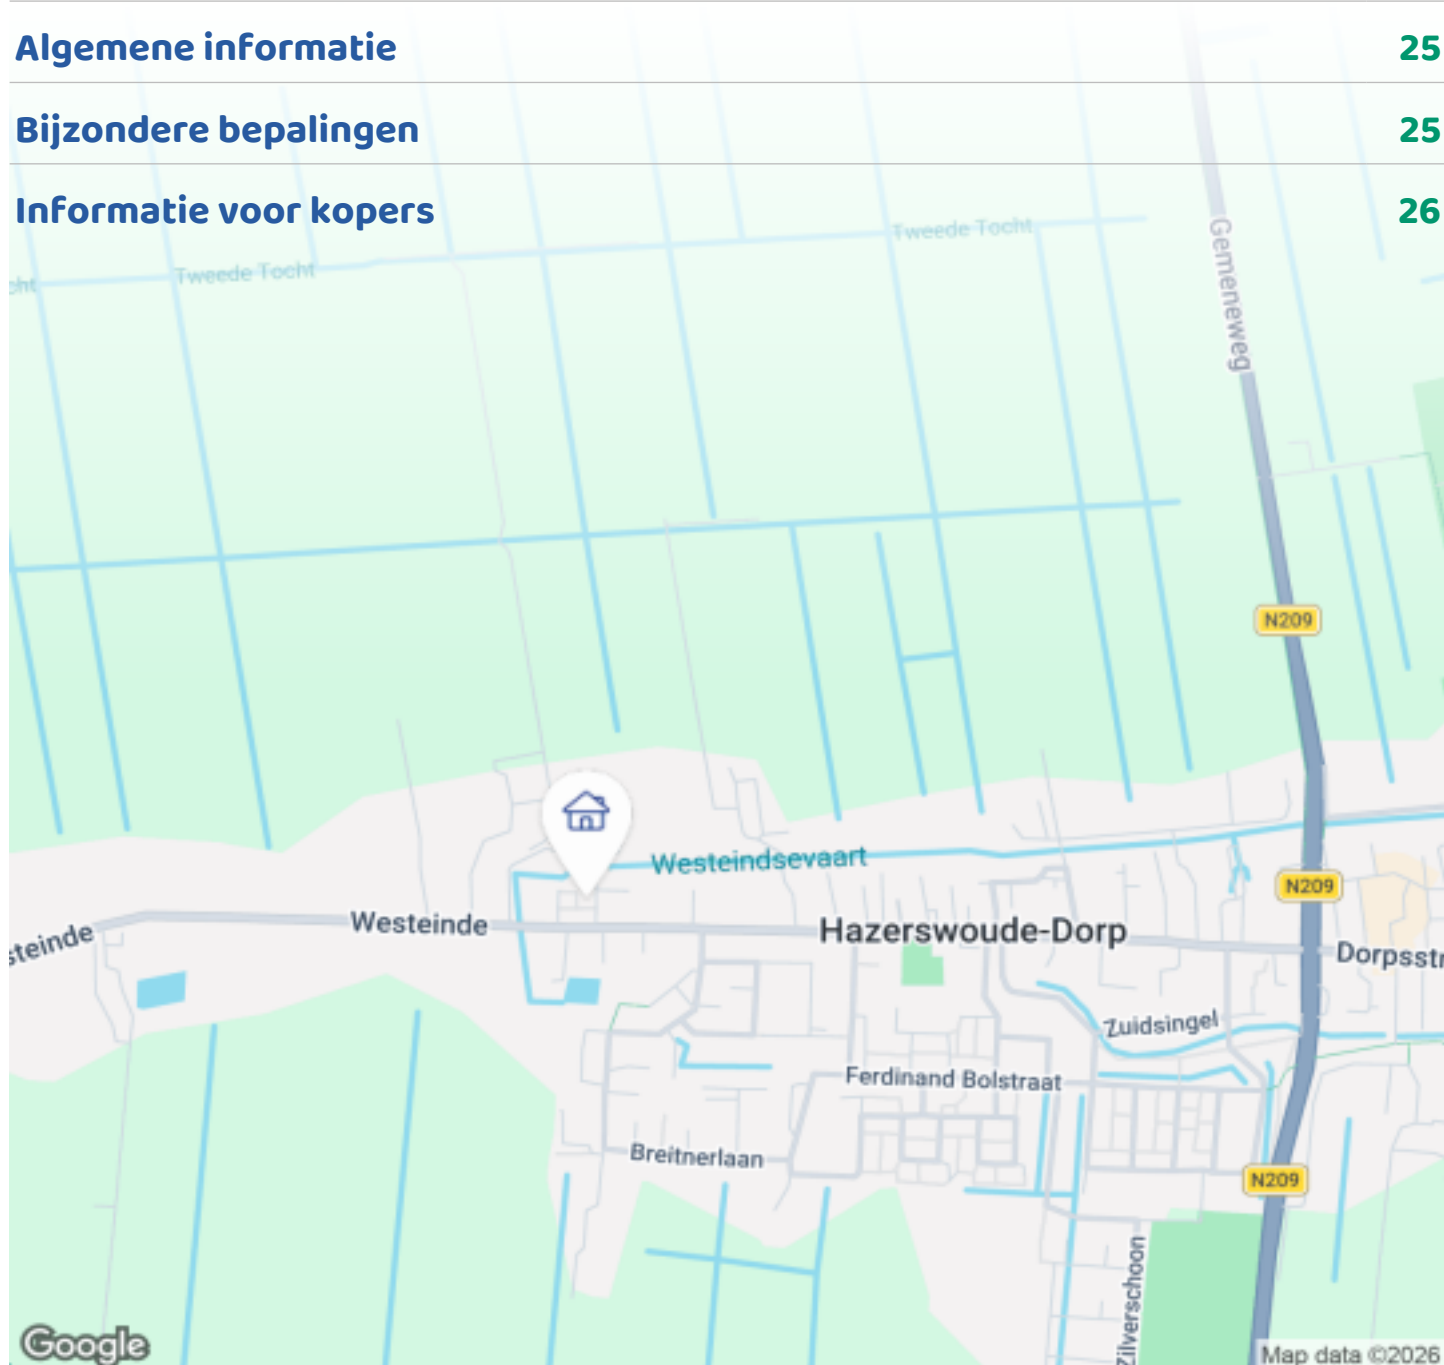 Algemene informatie 25
Bijzondere bepalingen 25
Informatie voor kopers 26
Tweede Tocht
Tweede Tocht
cht
Gemeneweg
N209
Westeindsevaart
N209
Westeinde
Hazerswoude-Dorp
steinde
Dorpsstr
Zuidsingel
Ferdinand Bolstraat
Breitnerlaan
N209
Zilverschoon
Google
Map data ©2026